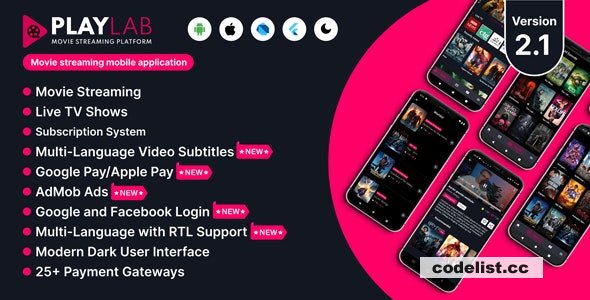 PLAYLAB
MOVIE STREAMING PLATFORM
Movie streaming mobile application
Movie Streaming
Live TV Shows
Subscription System
Multi-Language Video Subtitles NEW
Google Pay/Apple Pay NEW
AdMob Ads NEW
Google and Facebook Login NEW
Multi-Language with RTL Support NEW
Modern Dark User Interface
25+ Payment Gateways
Version
2.1
codelist.cc